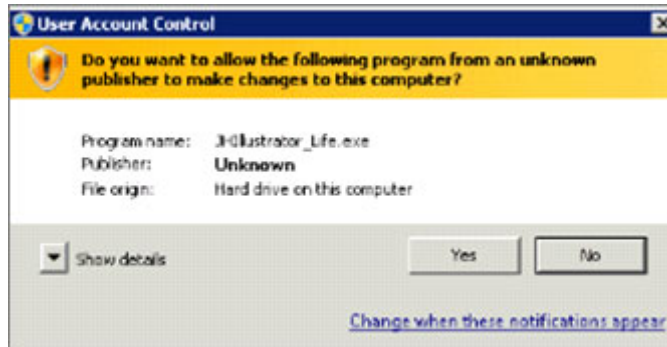 User Account Control
Do you want to allow the following program from an unknown
publisher to make changes to this computer?
Program name: JHIllustrator_Life.exe
Publisher: Unknown
File origin: Hard drive on this computer
Show details
Yes
No
Change when these notifications appear